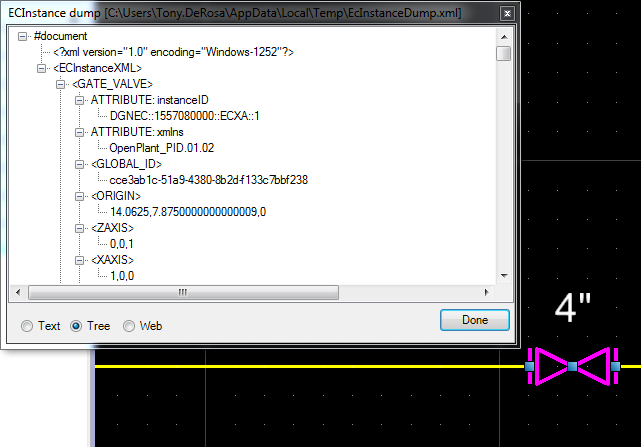 ECInstance dump [C:\Users\Tony.DeRosa\AppData\Local\Temp\EcInstanceDump.xml]
#document
<?xml version="1.0" encoding="Windows-1252"?>
<ECInstanceXML>
<GATE_VALVE>
ATTRIBUTE: instanceID
DGNEC::1557080000::ECXA::1
ATTRIBUTE: xmlns
OpenPlant_PID.01.02
<GLOBAL_ID>
cce3ab1c-51a9-4380-8b2d-f133c7bbf238
<ORIGIN>
14.0625,7.8750000000000009,0
<ZAXIS>
0,0,1
<XAXIS>
1,0,0
Text Tree Web Done
4"